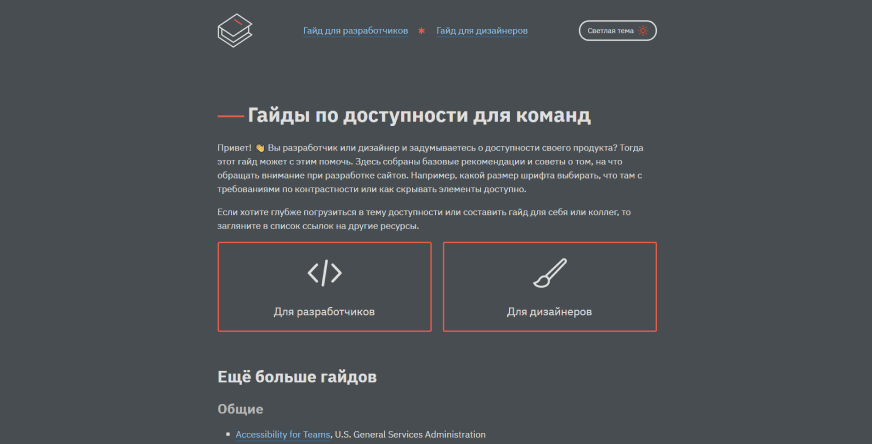 Гайд для разработчиков
Гайд для дизайнеров
Светлая тема
Гайды по доступности для команд
Привет! 👋 Вы разработчик или дизайнер и задумываетесь о доступности своего продукта? Тогда
этот гайд может с этим помочь. Здесь собраны базовые рекомендации и советы о том, на что
обращать внимание при разработке сайтов. Например, какой размер шрифта выбирать, что там с
требованиями по контрастности или как скрывать элементы доступно.
Если хотите глубже погрузиться в тему доступности или составить гайд для себя или коллег, то
загляните в список ссылок на другие ресурсы.
Для разработчиков
Для дизайнеров
Ещё больше гайдов
Общие
Accessibility for Teams, U.S. General Services Administration